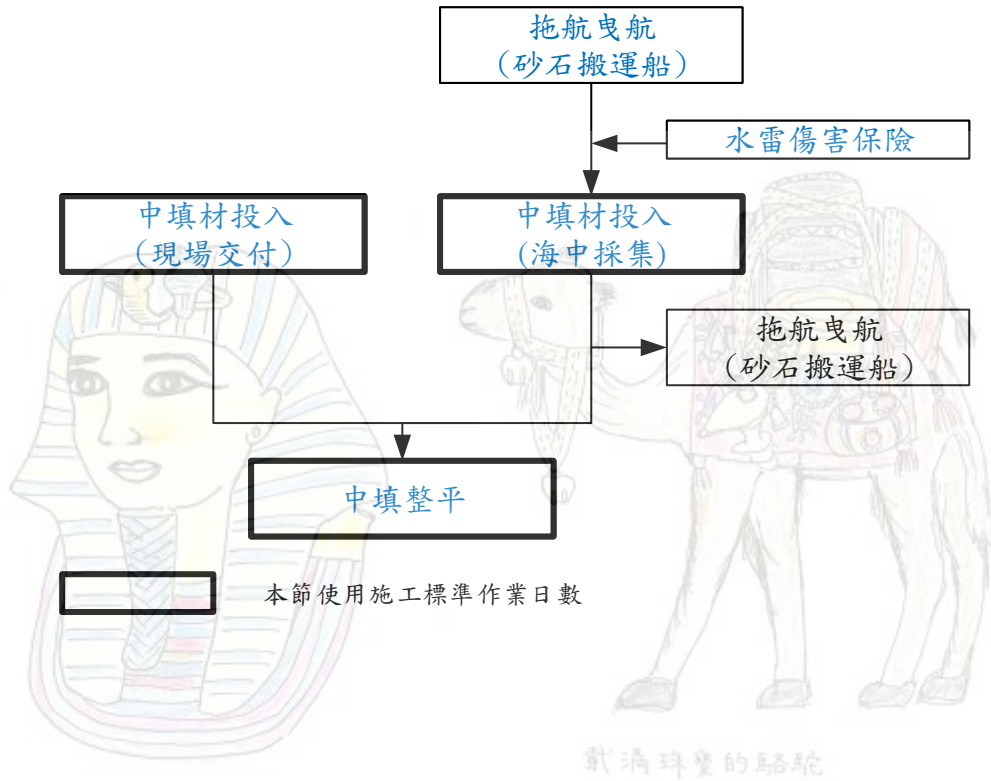 拖航曳航
（砂石搬運船）
水雷傷害保險
中填材投入
（現場交付）
中填材投入
(海中採集)
拖航曳航
（砂石搬運船）
中填整平
本節使用施工標準作業日數
戴滿珠寶的駱駝